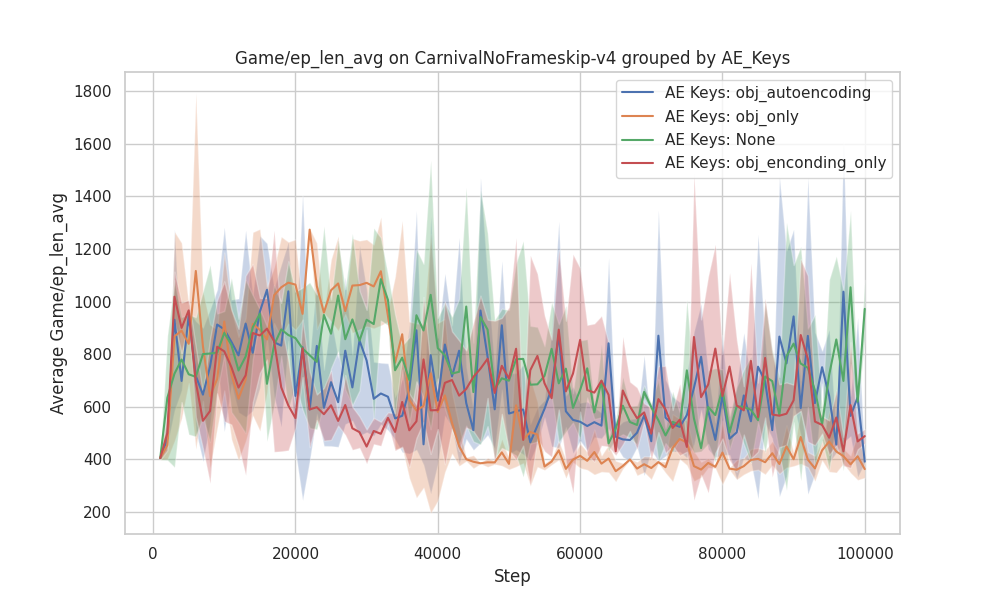 Game/ep_len_avg on CarnivalNoFrameskip-v4 grouped by AE_Keys
AE Keys: obj_autoencoding
AE Keys: obj_only
AE Keys: None
AE Keys: obj_enconding_only
Average Game/ep_len_avg
1800
1600
1400
1200
1000
800
600
400
200
0
20000
40000
60000
80000
100000
Step